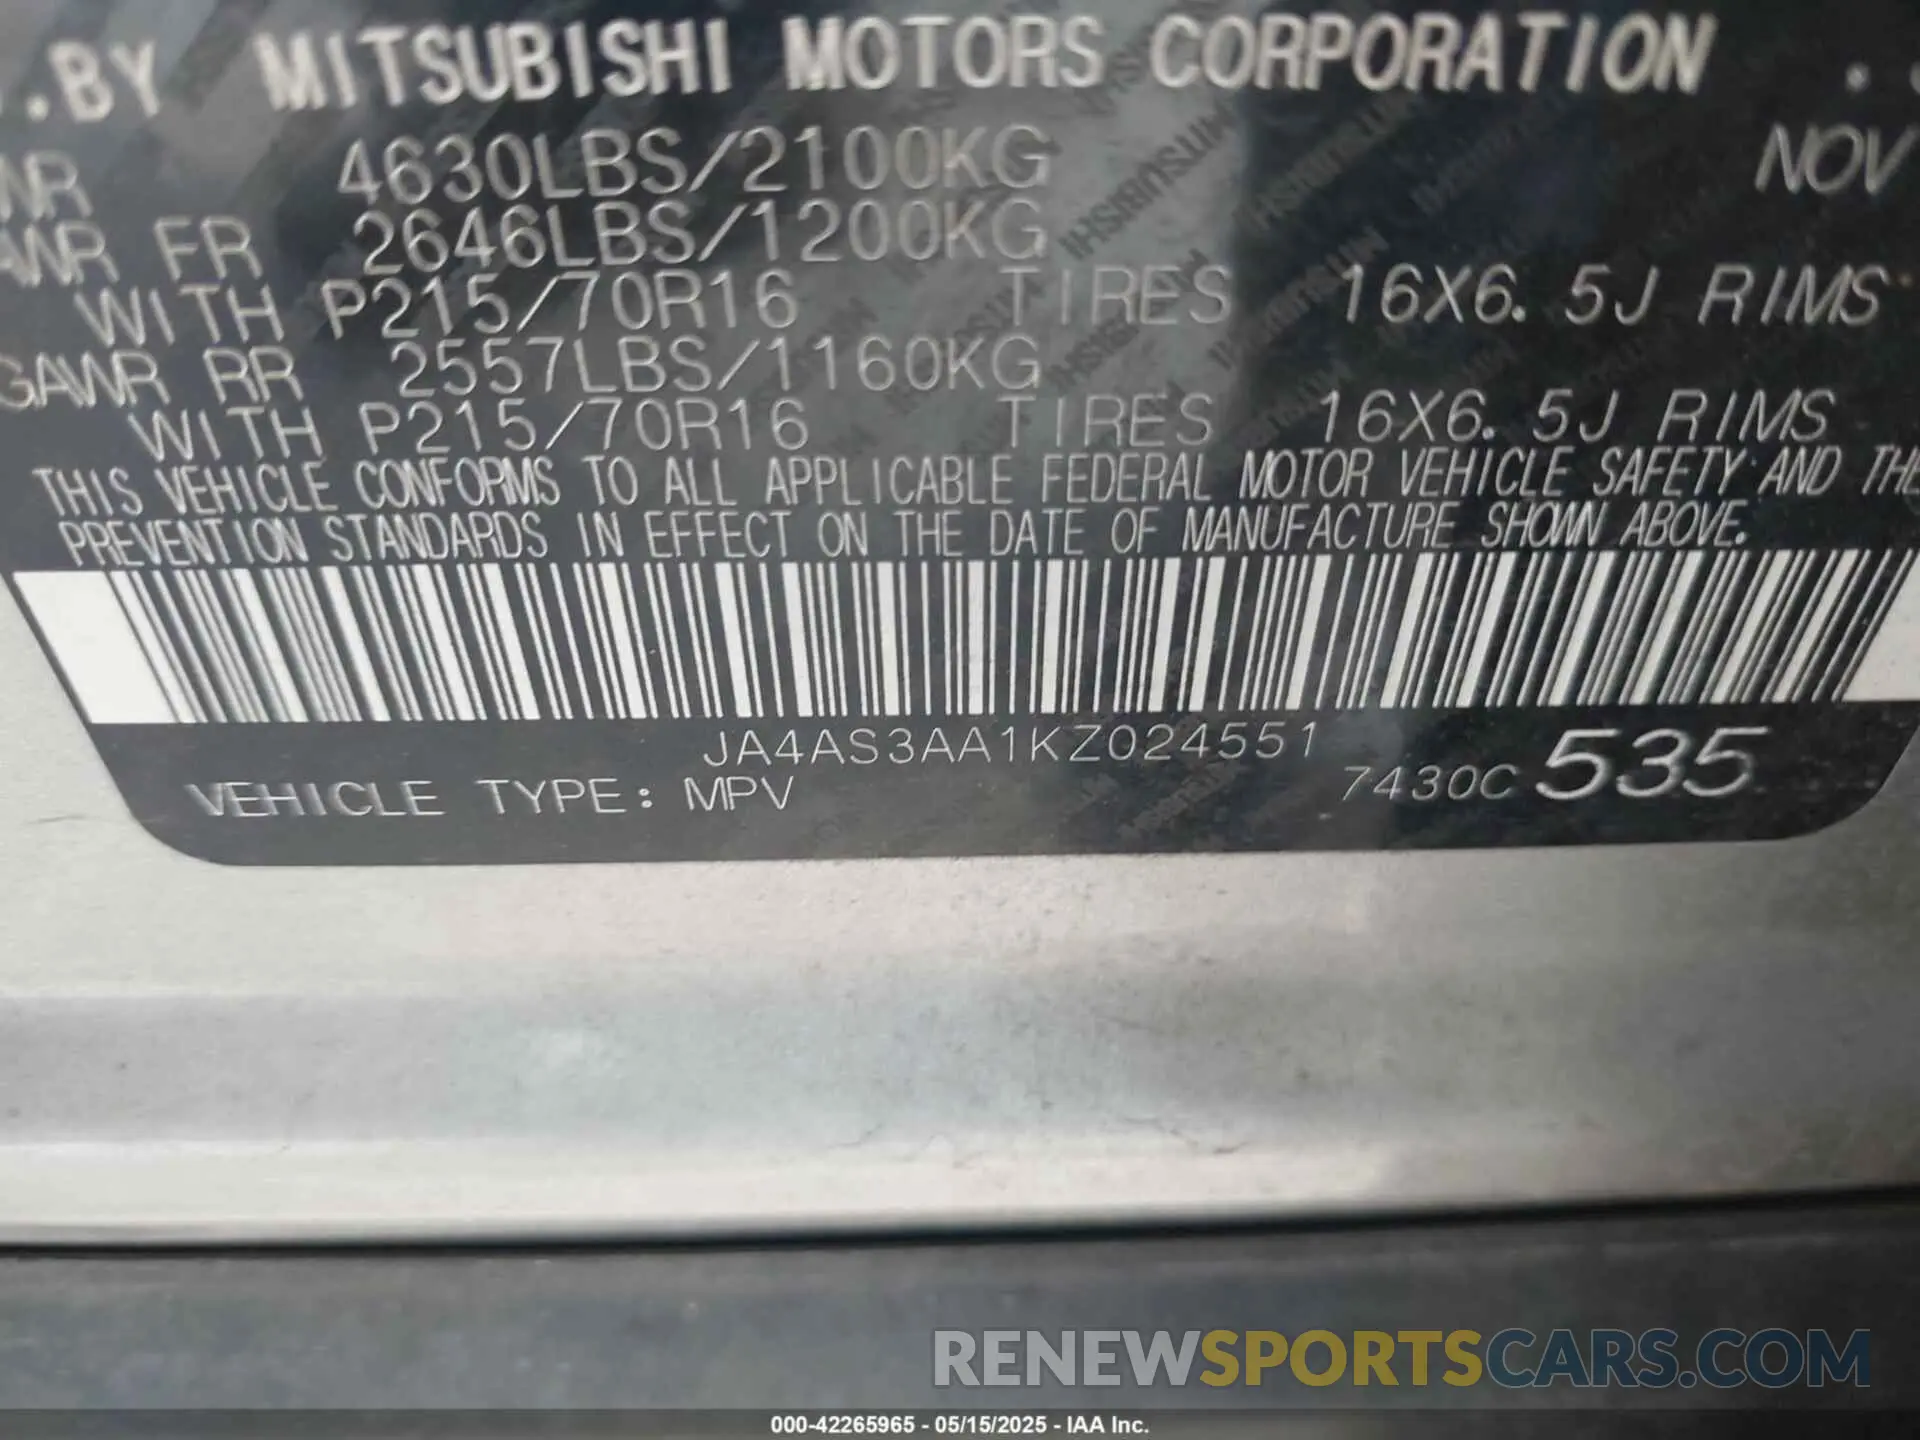 .BY MITSUBISHI MOTORS CORPORATION
4630LBS/2100KG NOV
FR 2646LBS/1200KG
WITH P215/70R16 TIRES 16X6.5J RIMS
GAWR RR 2557LBS/1160KG
WITH P215/70R16 TIRES 16X6.5J RIMS
THIS VEHICLE CONFORMS TO ALL APPLICABLE FEDERAL MOTOR VEHICLE SAFETY AND THE
PREVENTION STANDARDS IN EFFECT ON THE DATE OF MANUFACTURE SHOWN ABOVE.
JA4AS3AA1KZ024551
VEHICLE TYPE: MPV 7430C 535
RENEWSPORTSCARS.COM
000-42265965 - 05/15/2025 - IAA Inc.